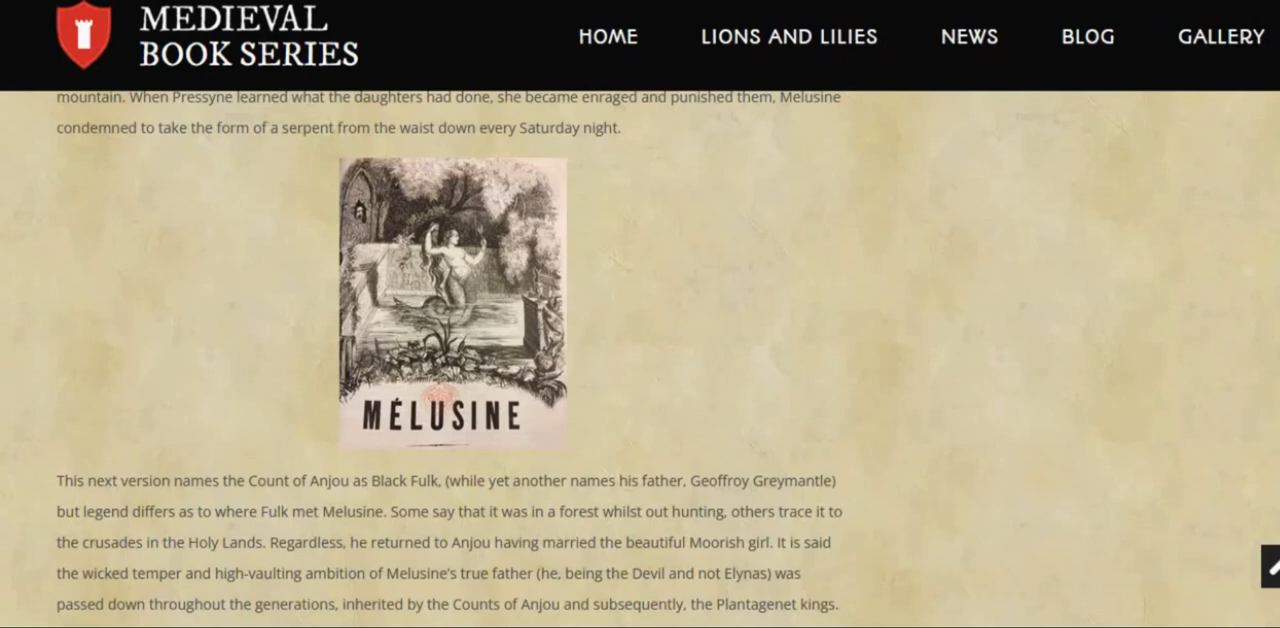 MEDIEVAL
BOOK SERIES
HOME LIONS AND LILIES NEWS BLOG GALLERY
mountain. When Pressyne learned what the daughters had done, she became enraged and punished them, Melusine
condemned to take the form of a serpent from the waist down every Saturday night.
MÉLUSINE
This next version names the Count of Anjou as Black Fulk, (while yet another names his father, Geoffroy Greymantle)
but legend differs as to where Fulk met Melusine. Some say that it was in a forest whilst out hunting, others trace it to
the crusades in the Holy Lands. Regardless, he returned to Anjou having married the beautiful Moorish girl. It is said
the wicked temper and high-vaulting ambition of Melusine's true father (he, being the Devil and not Elynas) was
passed down throughout the generations, inherited by the Counts of Anjou and subsequently, the Plantagenet kings.